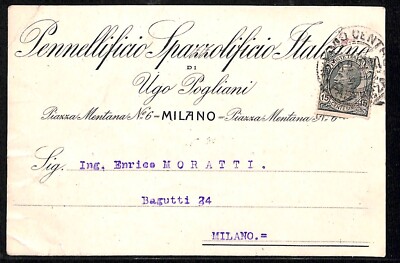 Pennellificio Spazzolificio Italiano
DI
Ugo Pogliani
Piazza Mentana N.º 6 - MILANO - Piazza Mentana N.º 6
Sig. Ing. Enrico MORATTI.
Bagutti 24
MILANO.=